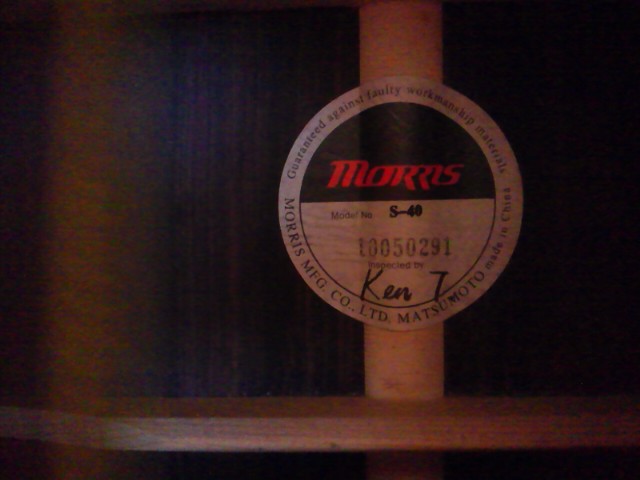 Guaranteed against faulty workmanship materials
MORRIS
Model No S-40
10050291
Inspected by
Ken T.
MORRIS MFG. CO., LTD. MATSUMOTO made in China